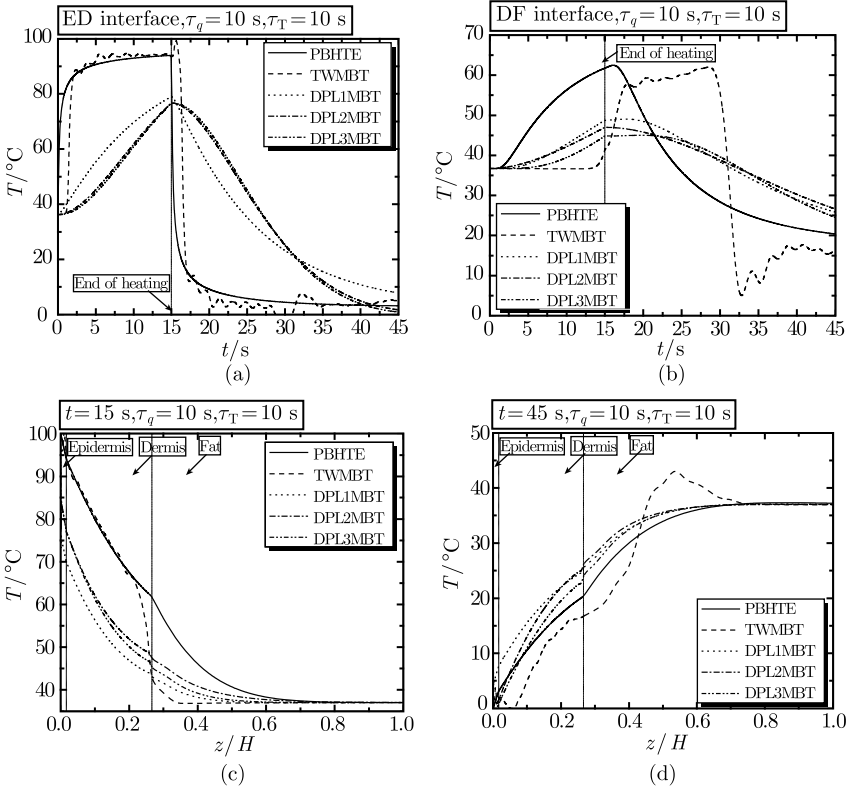 ED interface, τq=10 s, τT=10 s
100
80
60
40
20
0
T/°C
PBHTE
TWMBT
DPL1MBT
DPL2MBT
DPL3MBT
End of heating
0 5 10 15 20 25 30 35 40 45
t/s
(a)
DF interface, τq=10 s, τT=10 s
70
60
50
40
30
20
10
0
T/°C
End of heating
PBHTE
TWMBT
DPL1MBT
DPL2MBT
DPL3MBT
0 5 10 15 20 25 30 35 40 45
t/s
(b)
t=15 s, τq=10 s, τT=10 s
100
90
80
70
60
50
40
T/°C
Epidermis
Dermis
Fat
PBHTE
TWMBT
DPL1MBT
DPL2MBT
DPL3MBT
0.0 0.2 0.4 0.6 0.8 1.0
z/H
(c)
t=45 s, τq=10 s, τT=10 s
50
40
30
20
10
0
T/°C
Epidermis
Dermis
Fat
PBHTE
TWMBT
DPL1MBT
DPL2MBT
DPL3MBT
0.0 0.2 0.4 0.6 0.8 1.0
z/H
(d)